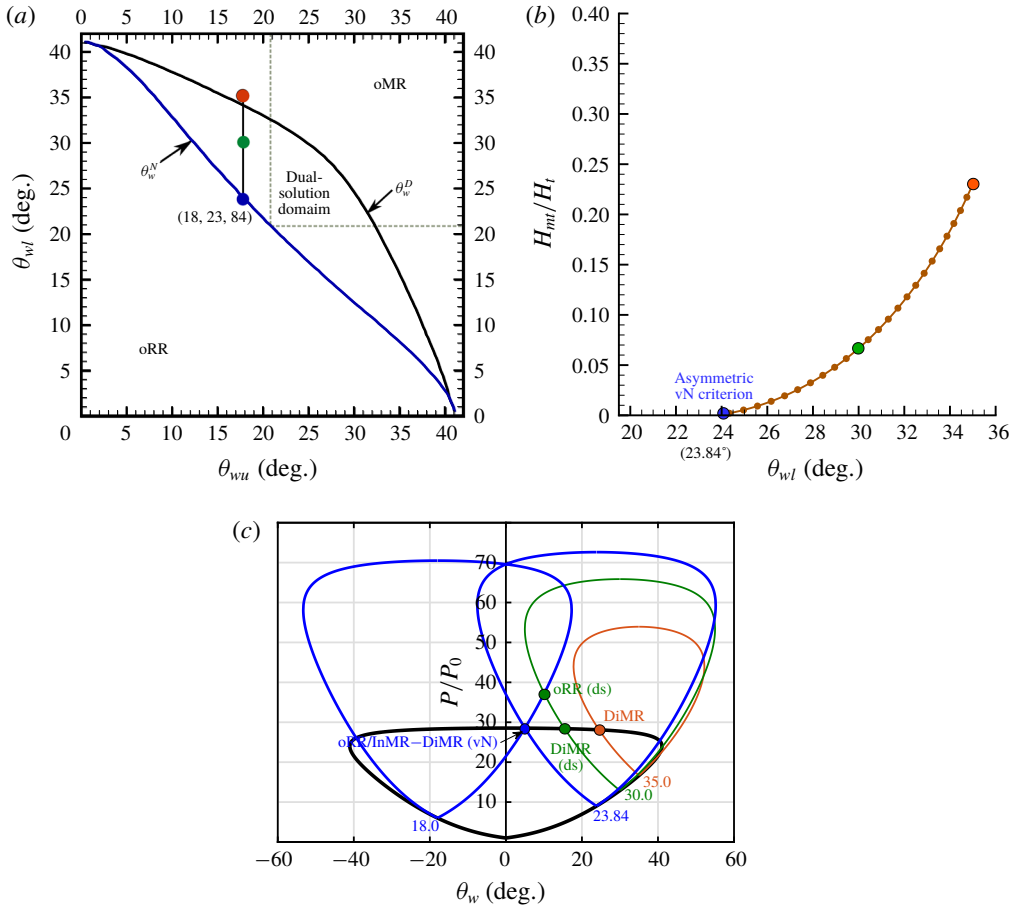 (a)
0 5 10 15 20 25 30 35 40
40 40
35 35
30 30
25 25
20 20
15 15
10 10
5 5
0 0
0 5 10 15 20 25 30 35 40
θwl (deg.)
θwu (deg.)
oMR
θwN
Dual-
solution
domaim
θwD
(18, 23, 84)
oRR
(b)
0.40
0.35
0.30
0.25
0.20
0.15
0.10
0.05
0
Hmt/Ht
Asymmetric
vN criterion
20 22 24 26 28 30 32 34 36
(23.84°)
θwl (deg.)
(c)
70
60
50
40
30
20
10
P/P0
oRR (ds)
DiMR
oRR/InMR−DiMR (vN)
DiMR
(ds)
35.0
30.0
23.84
18.0
−60 −40 −20 0 20 40 60
θw (deg.)